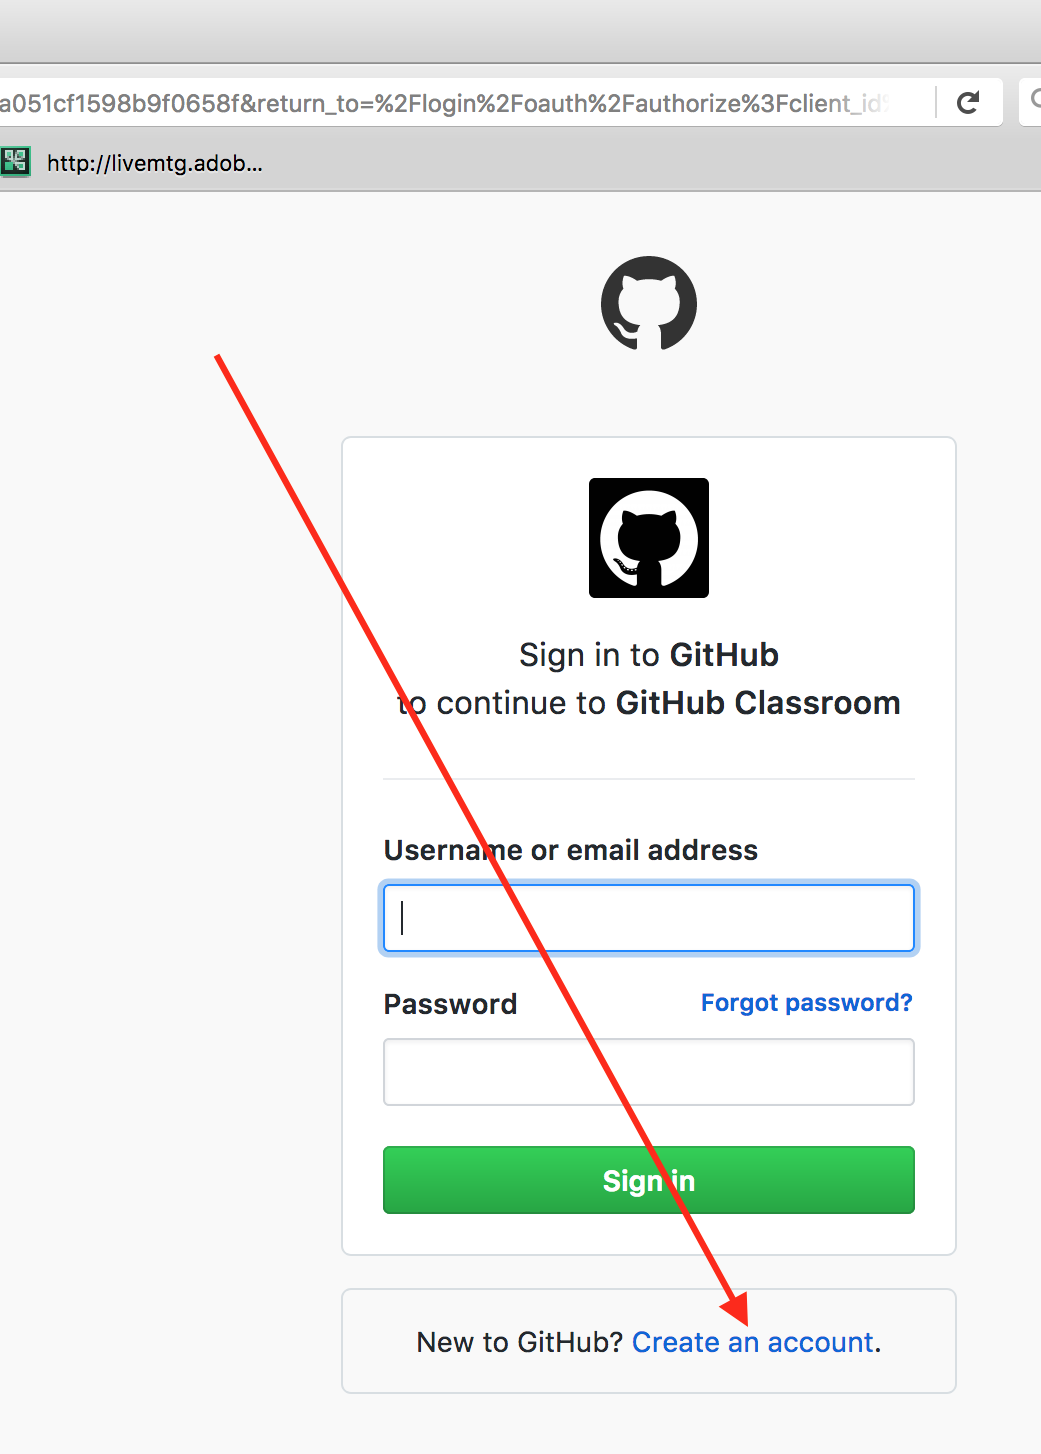 a051cf1598b9f0658f&return_to=%2Flogin%2Foauth%2Fauthorize%3Fclient_id%
http://livemtg.adob...
Sign in to GitHub
to continue to GitHub Classroom
Username or email address
Password Forgot password?
Sign in
New to GitHub? Create an account.